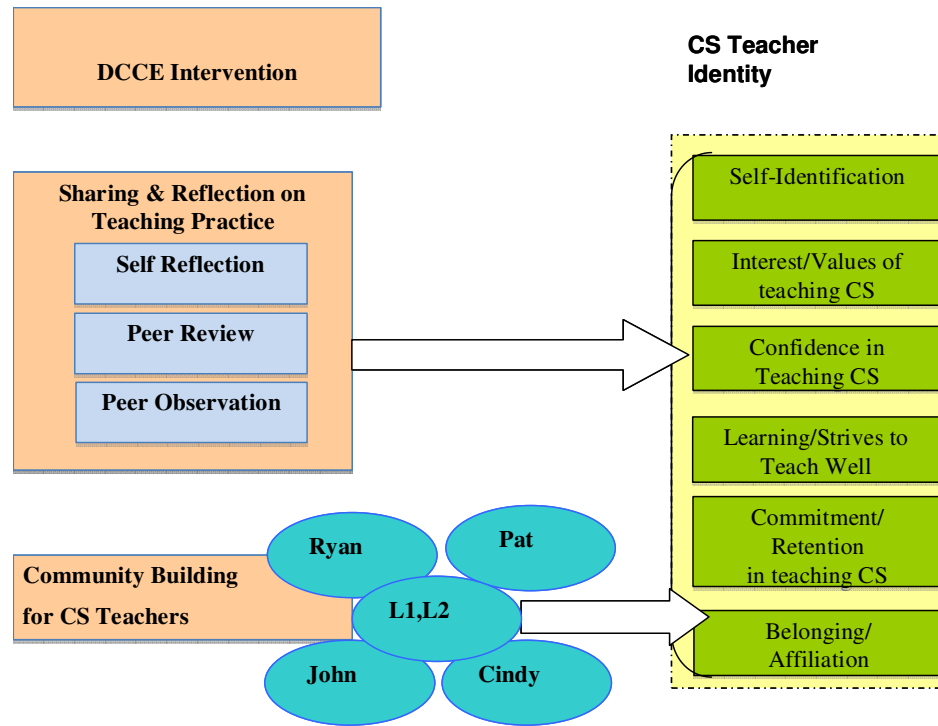 DCCE Intervention
CS Teacher
Identity
Sharing & Reflection on
Teaching Practice
Self Reflection
Peer Review
Peer Observation
Self-Identification
Interest/Values of
teaching CS
Confidence in
Teaching CS
Learning/Strives to
Teach Well
Commitment/
Retention
in teaching CS
Belonging/
Affiliation
Community Building
for CS Teachers
Ryan
Pat
L1,L2
John
Cindy